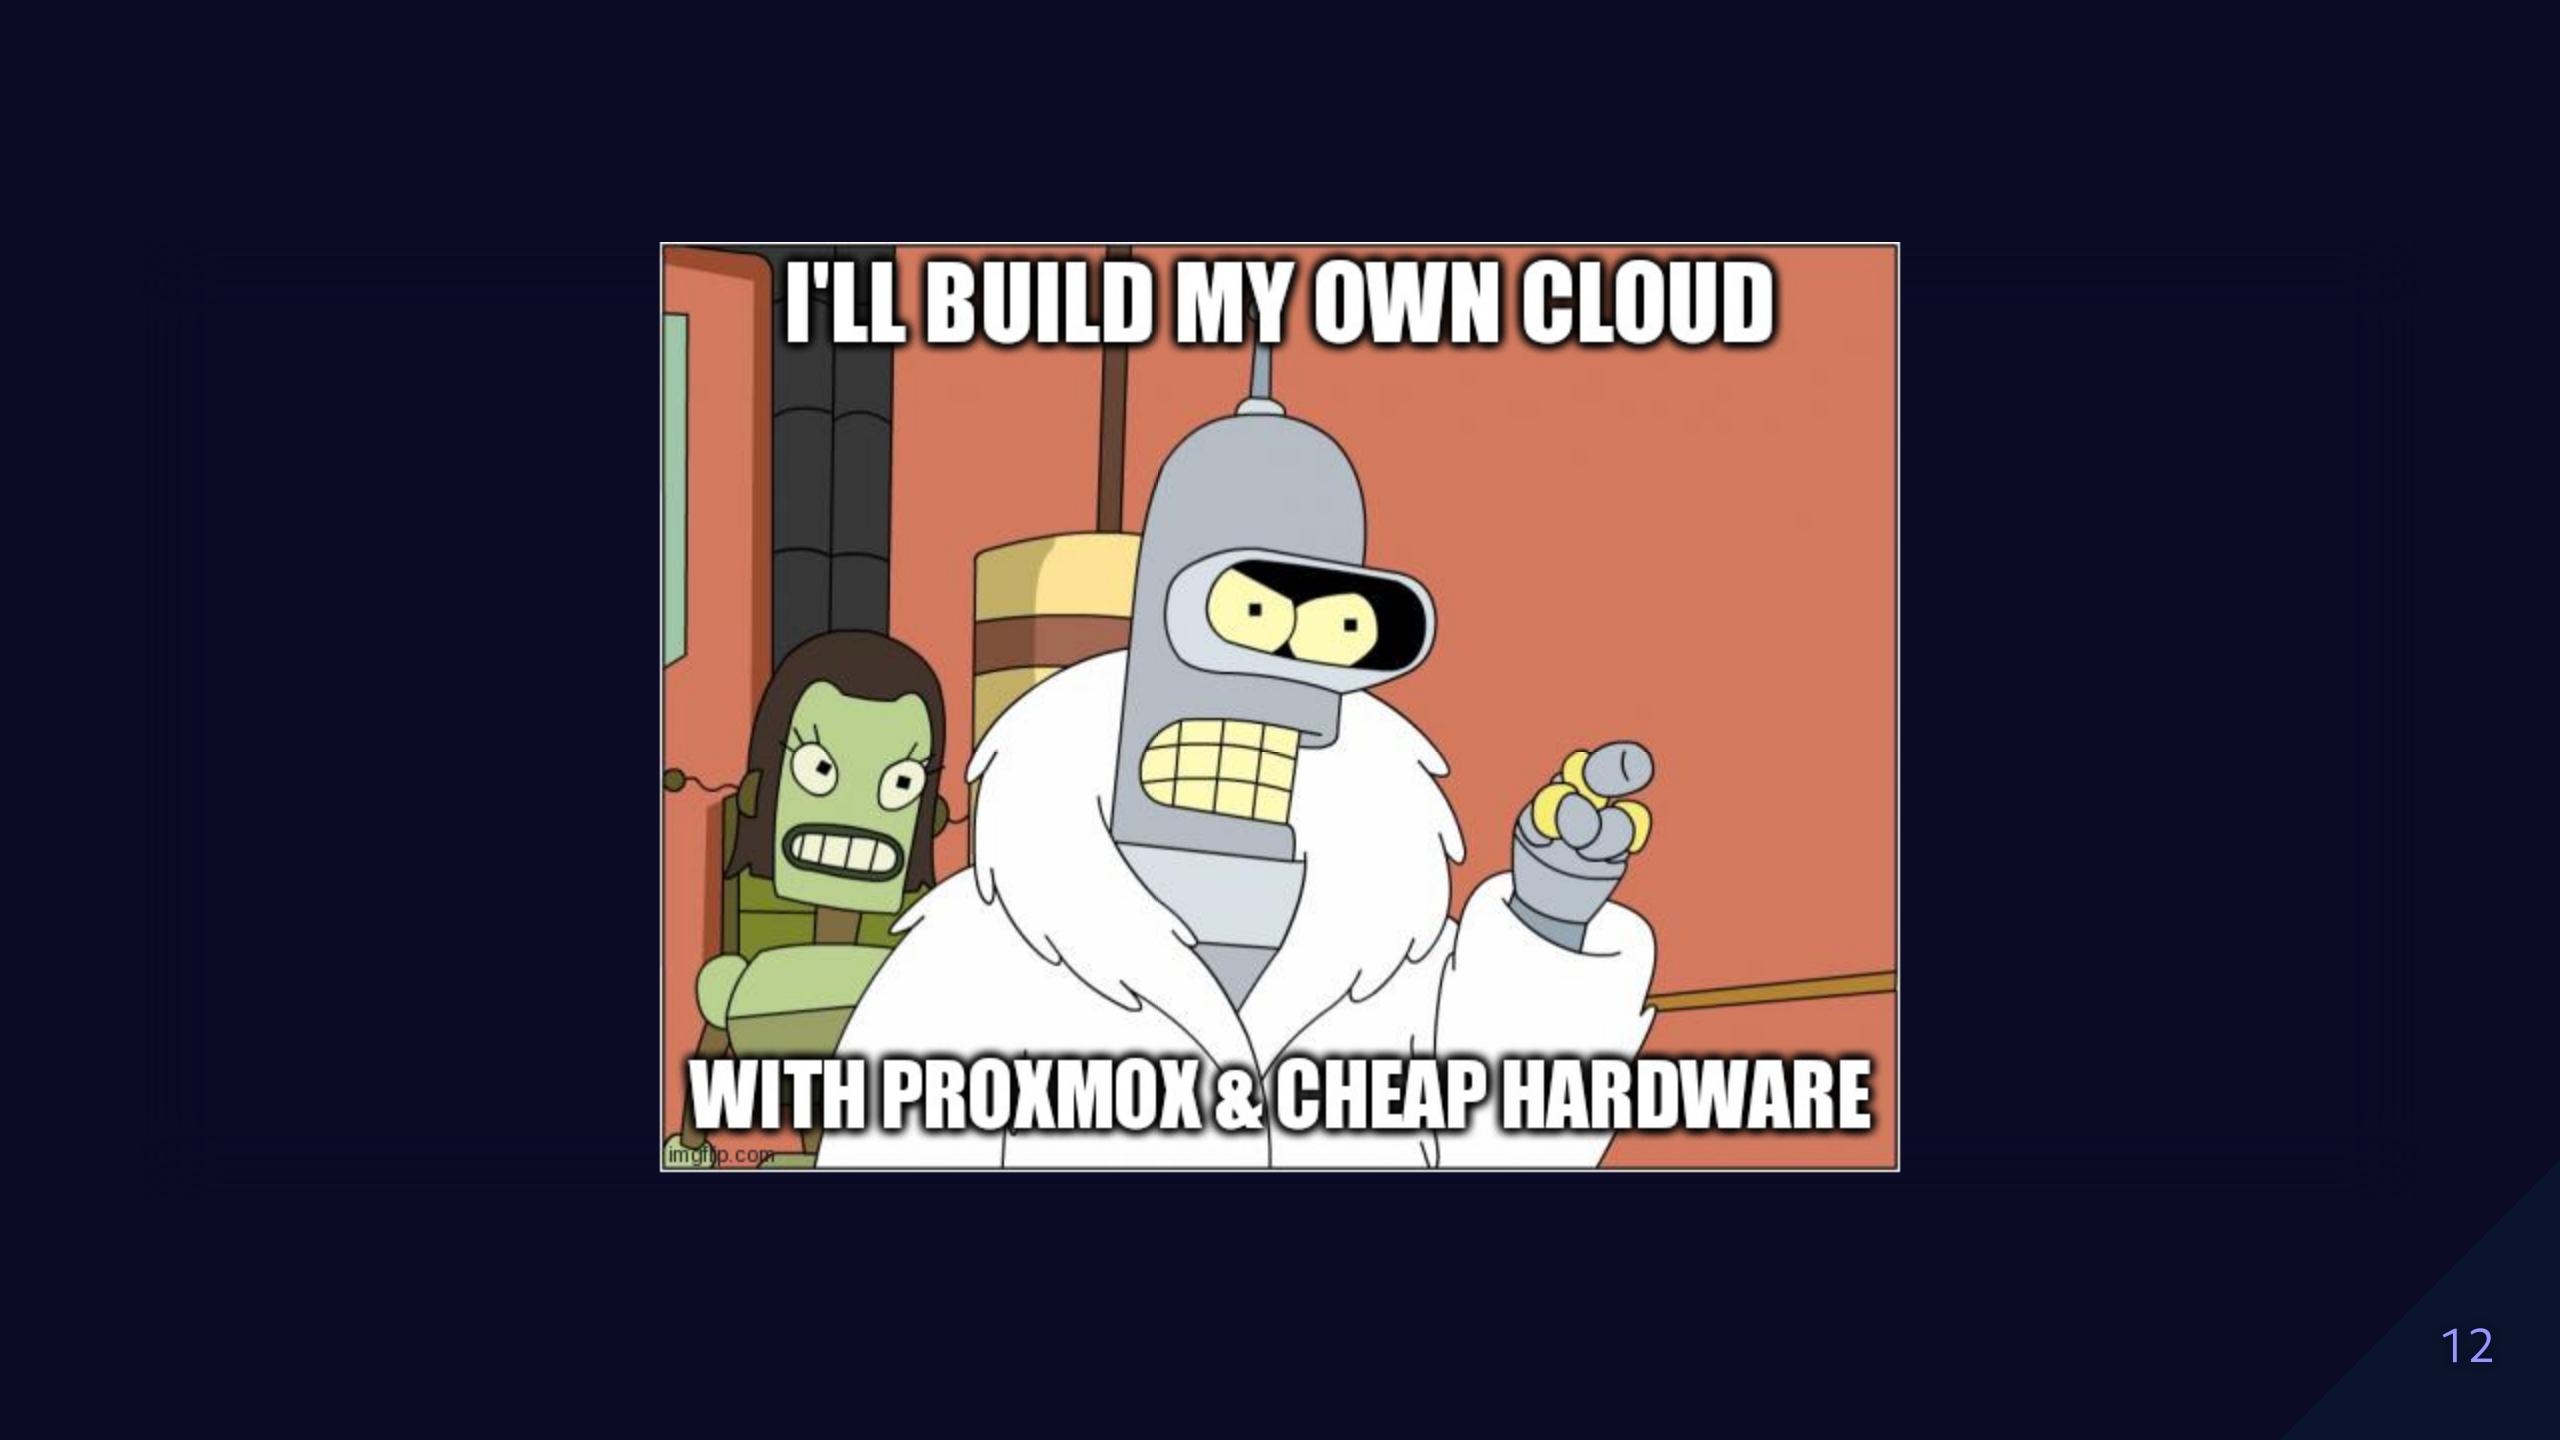 I'LL BUILD MY OWN CLOUD
WITH PROXMOX & CHEAP HARDWARE
imgflip.com
12